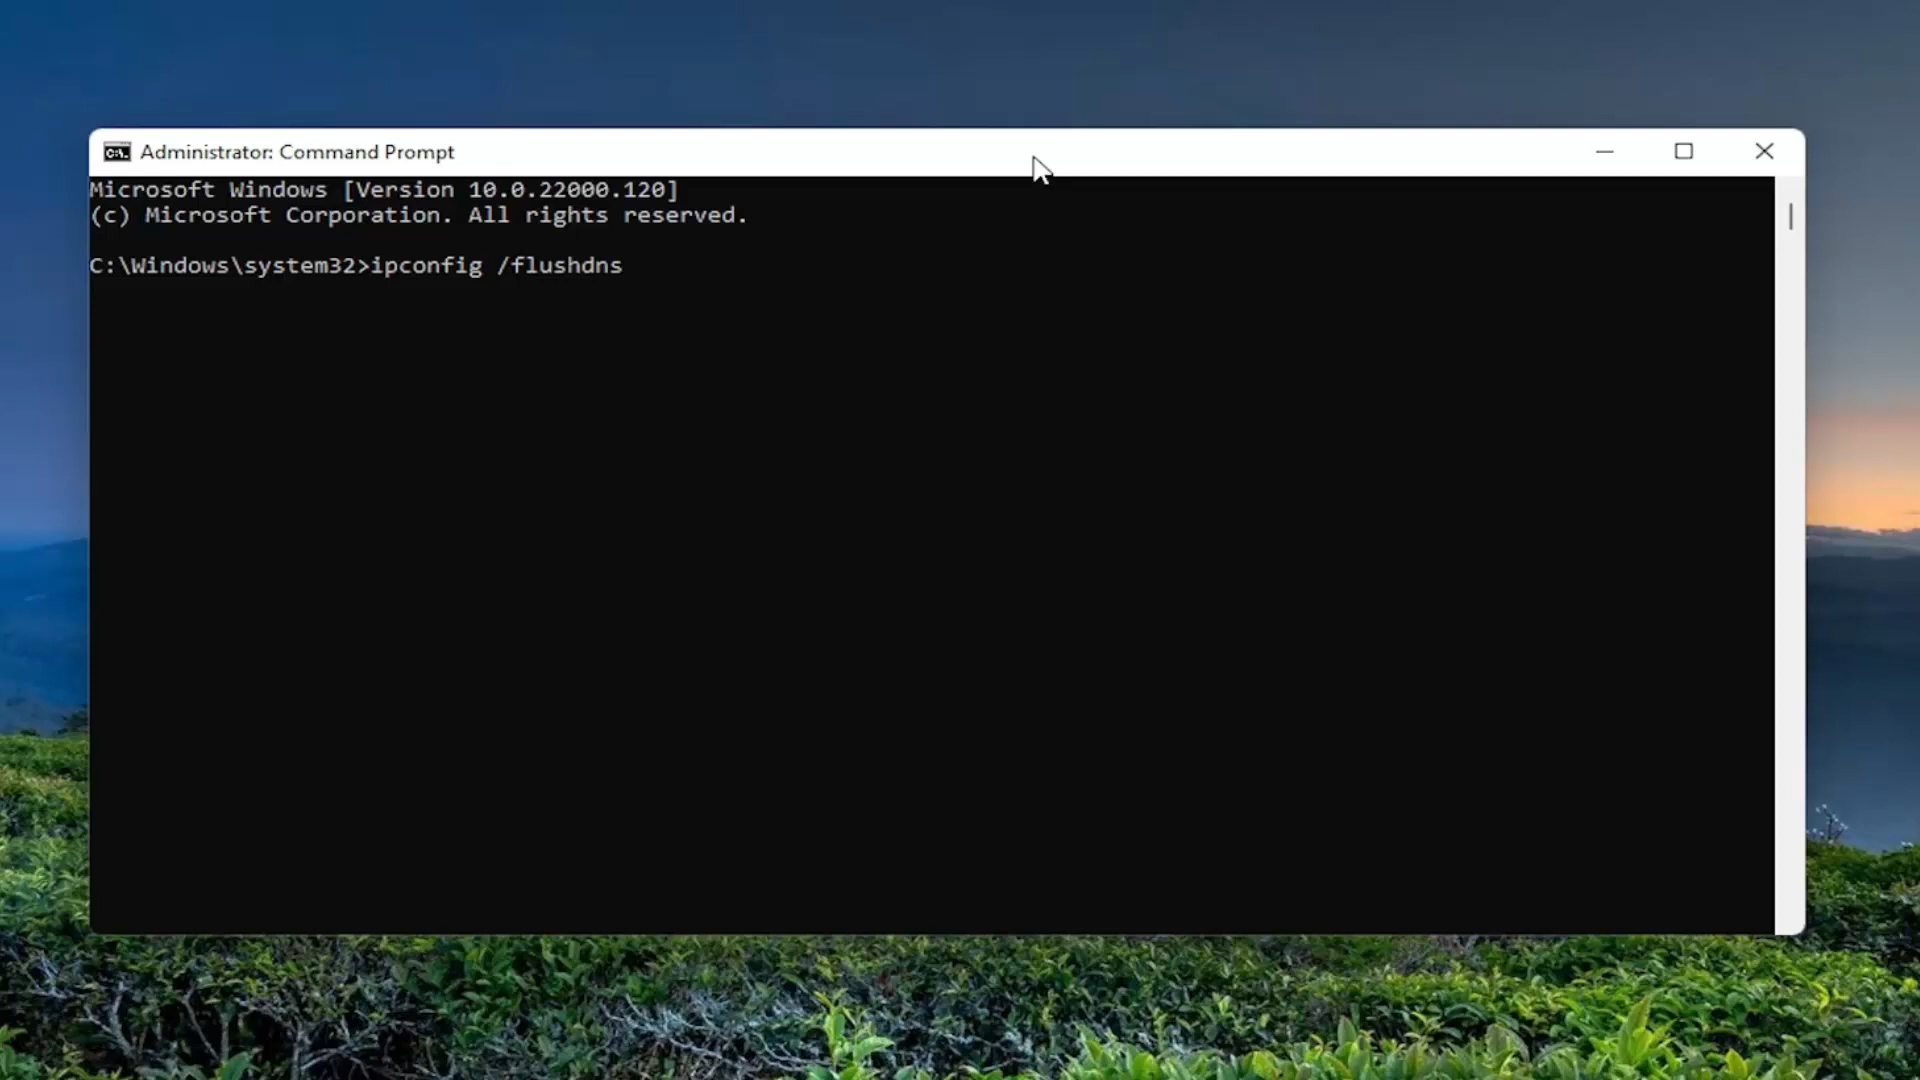 Administrator: Command Prompt
Microsoft Windows [Version 10.0.22000.120]
(c) Microsoft Corporation. All rights reserved.
C:\Windows\system32>ipconfig /flushdns